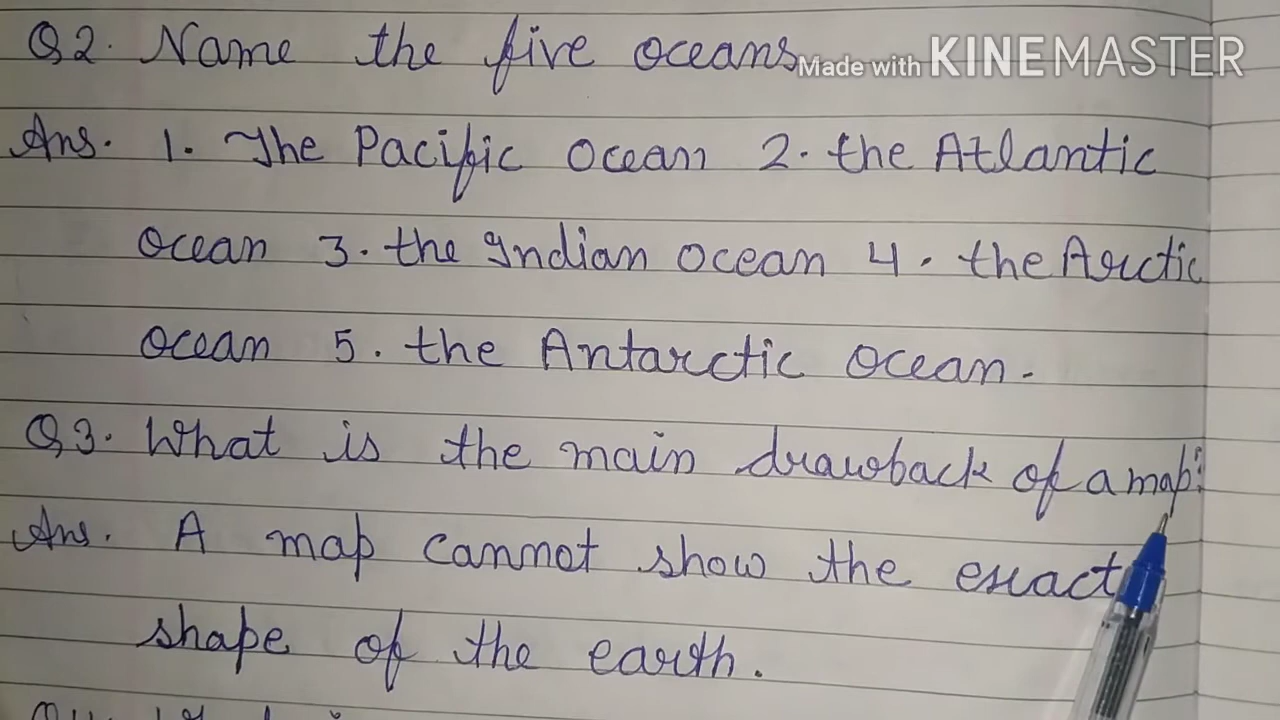 Q2. Name the five oceans
Made with KINEMASTER
Ans. 1. The Pacific Ocean 2. the Atlantic
Ocean 3. the Indian Ocean 4. the Arctic
Ocean 5. the Antarctic Ocean.
Q3. What is the main drawback of a map?
Ans. A map cannot show the exact
shape of the earth.